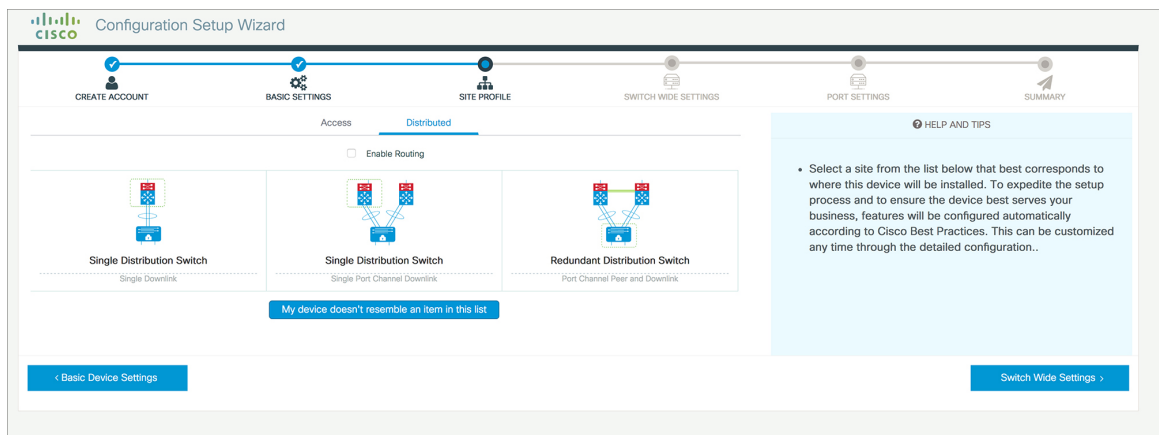 CISCO
Configuration Setup Wizard
CREATE ACCOUNT
BASIC SETTINGS
SITE PROFILE
SWITCH WIDE SETTINGS
PORT SETTINGS
SUMMARY
Access
Distributed
Enable Routing
Single Distribution Switch
Single Downlink
Single Distribution Switch
Single Port Channel Downlink
Redundant Distribution Switch
Port Channel Peer and Downlink
My device doesn't resemble an item in this list
HELP AND TIPS
• Select a site from the list below that best corresponds to
where this device will be installed. To expedite the setup
process and to ensure the device best serves your
business, features will be configured automatically
according to Cisco Best Practices. This can be customized
any time through the detailed configuration..
‹ Basic Device Settings
Switch Wide Settings ›